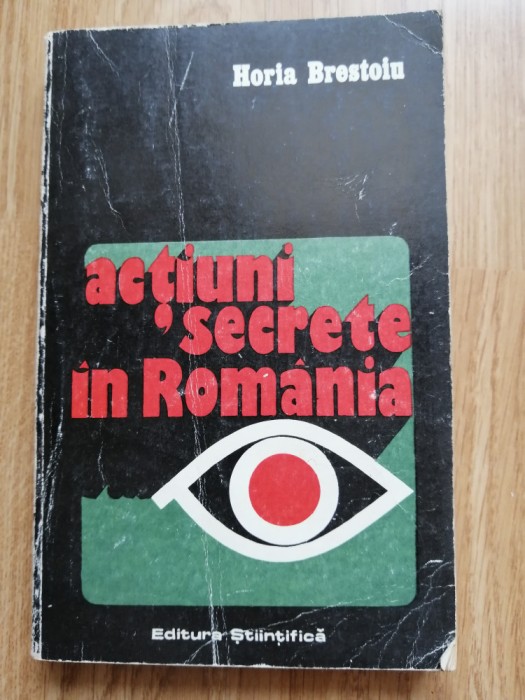 Horia Brestoiu
acțiuni
secrete
în România
Editura Științifică